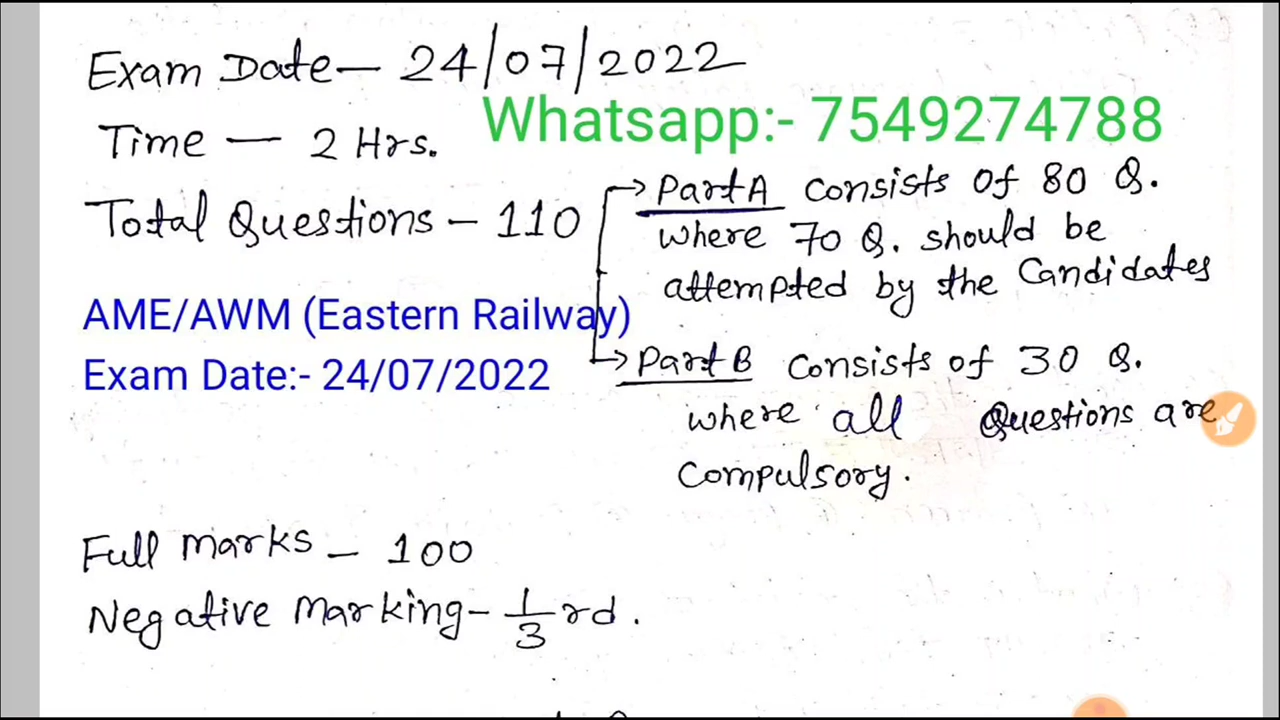 Exam Date— 24/07/2022
Whatsapp:- 7549274788
Time — 2 Hrs.
Total Questions — 110
Part A consists of 80 Q.
where 70 Q. should be
attempted by the Candidates
AME/AWM (Eastern Railway)
Exam Date:- 24/07/2022
Part B consists of 30 Q.
where all Questions are
compulsory.
Full marks — 100
Negative marking— 1/3 rd.